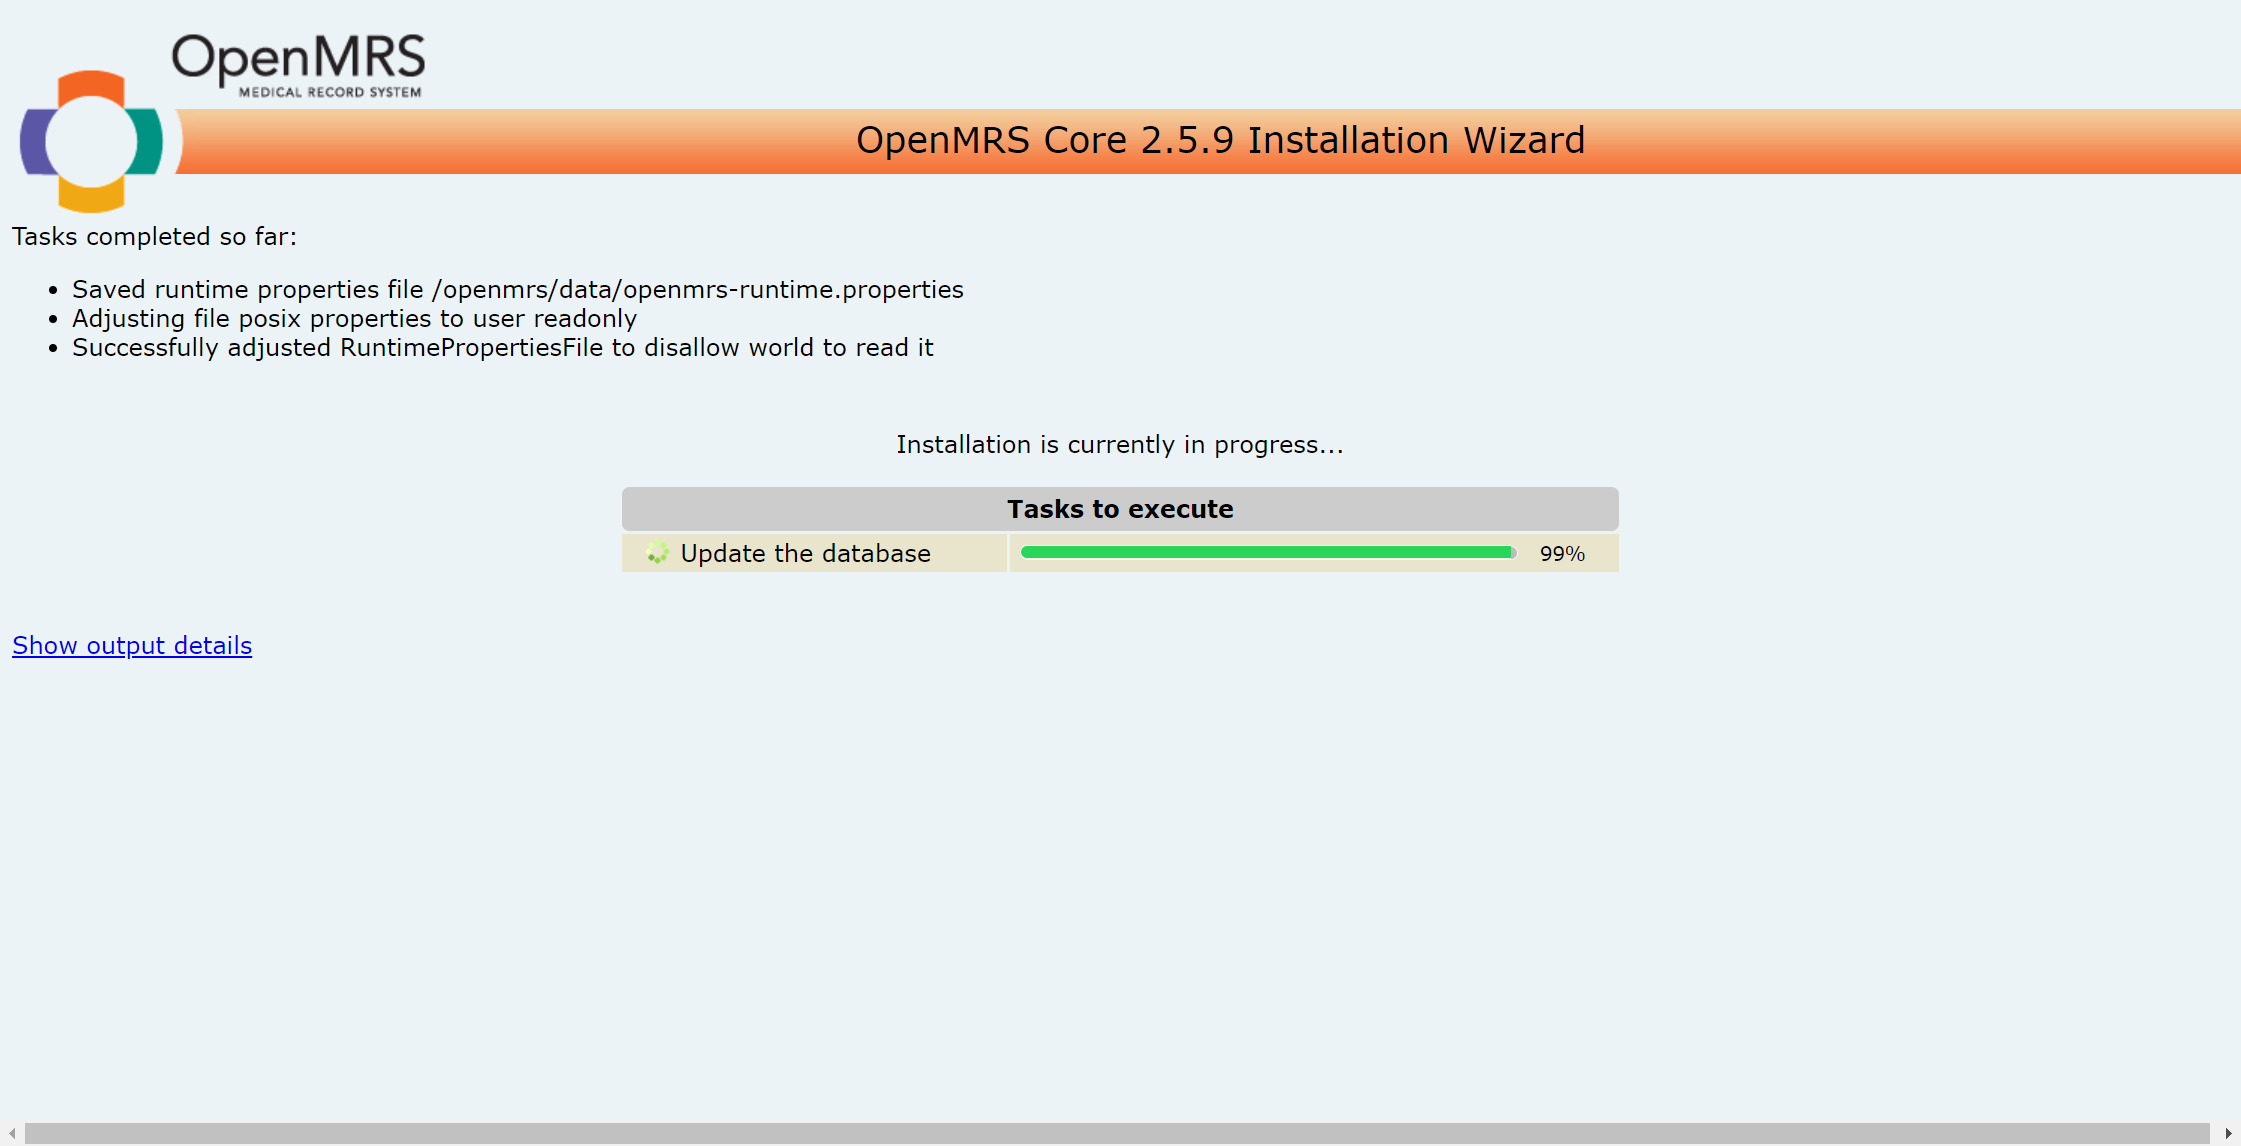 OpenMRS
MEDICAL RECORD SYSTEM
OpenMRS Core 2.5.9 Installation Wizard
Tasks completed so far:
Saved runtime properties file /openmrs/data/openmrs-runtime.properties
Adjusting file posix properties to user readonly
Successfully adjusted RuntimePropertiesFile to disallow world to read it
Installation is currently in progress...
Tasks to execute
Update the database 99%
Show output details